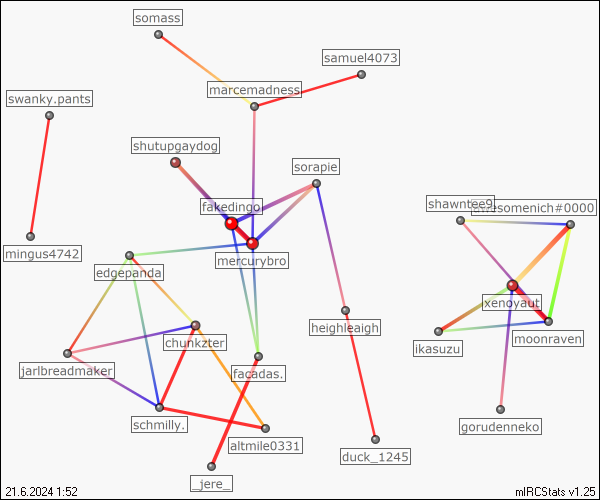 somass
samuel4073
marcemadness
swanky.pants
shutupgaydog
sorapie
shawntee9
esomenich#0000
fakedingo
mingus4742
mercurybro
edgepanda
xenoyaut
heighleaigh
moonraven
chunkzter
ikasuzu
jarlbreadmaker
facadas.
schmilly.
gorudenneko
altmile0331
duck_1245
_jere_
21.6.2024 1:52
mIRCStats v1.25